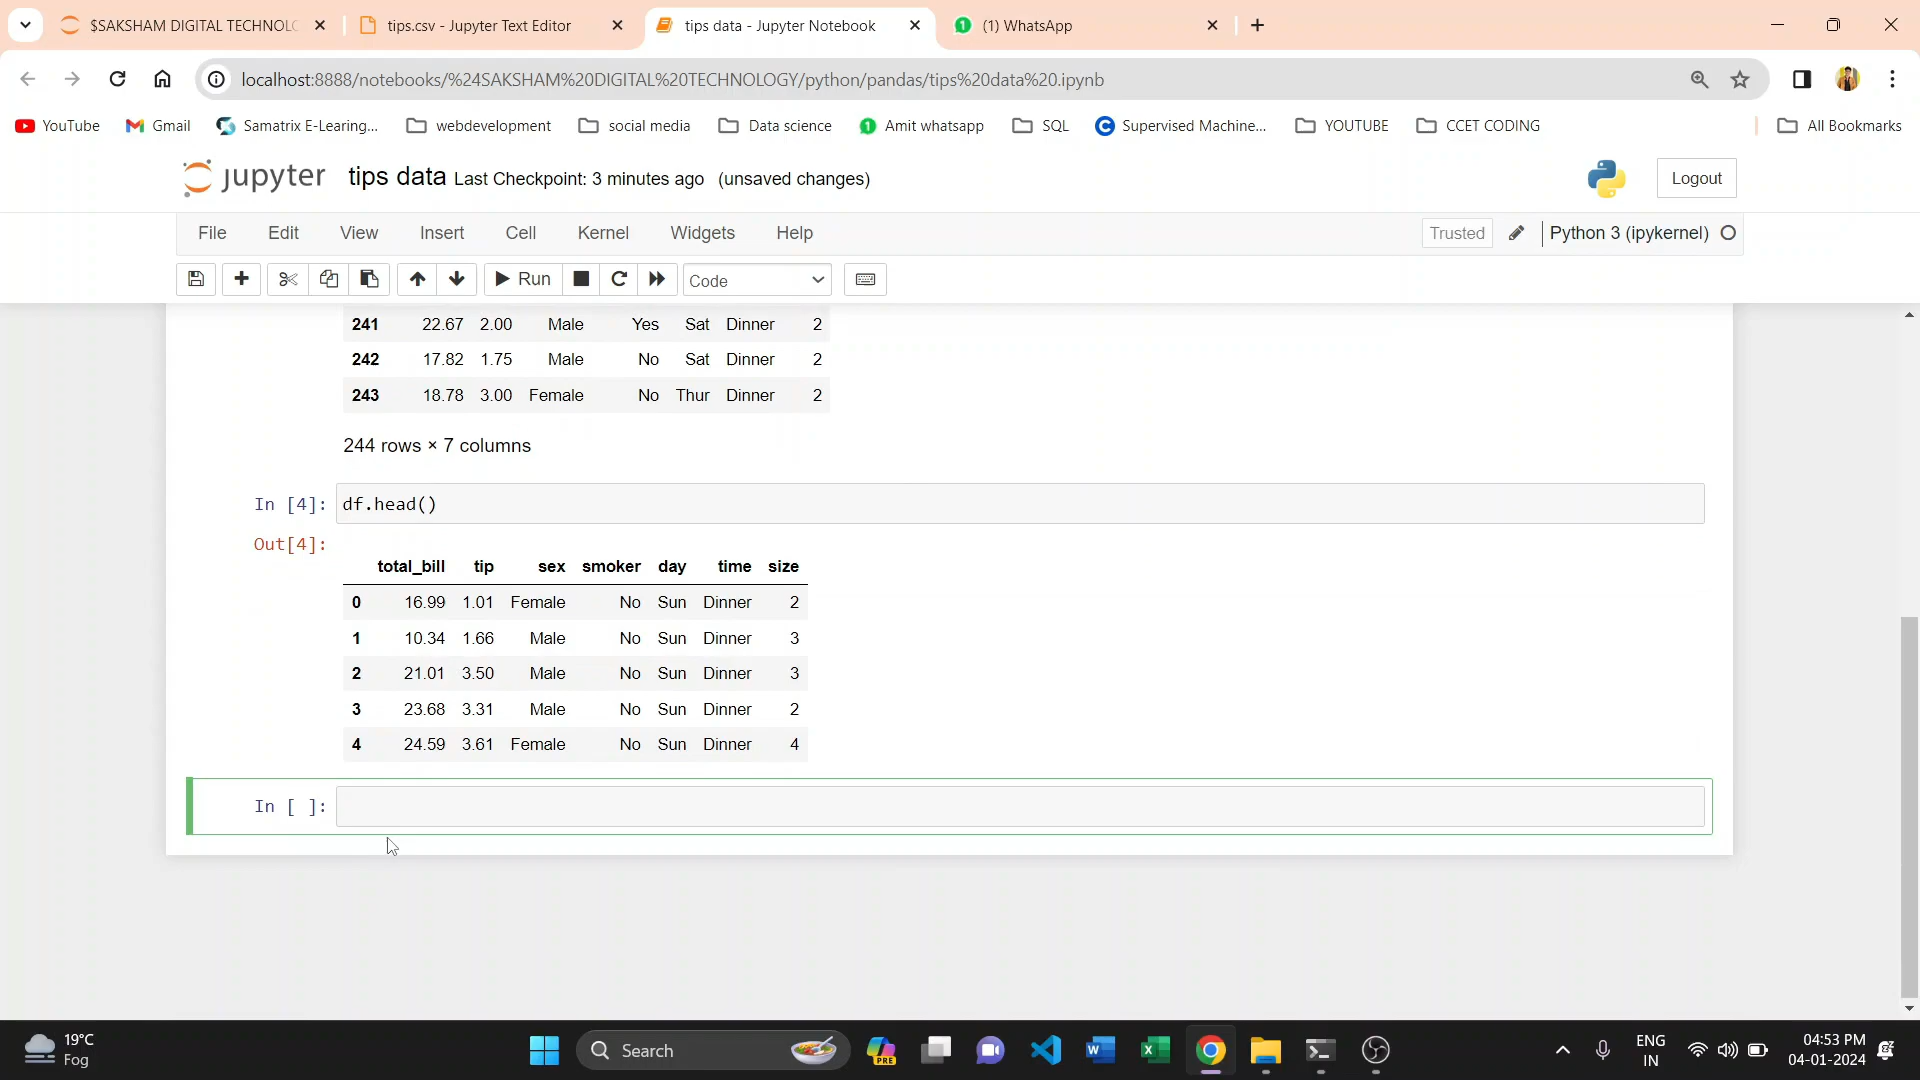 $SAKSHAM DIGITAL TECHNOLO
tips.csv - Jupyter Text Editor
tips data - Jupyter Notebook
(1) WhatsApp
localhost:8888/notebooks/%24SAKSHAM%20DIGITAL%20TECHNOLOGY/python/pandas/tips%20data%20.ipynb
YouTube
Gmail
Samatrix E-Learing...
webdevelopment
social media
Data science
1
Amit whatsapp
SQL
Supervised Machine...
YOUTUBE
CCET CODING
All Bookmarks
jupyter tips data Last Checkpoint: 3 minutes ago (unsaved changes)
Logout
File Edit View Insert Cell Kernel Widgets Help
Trusted
Python 3 (ipykernel)
Run
Code
241 22.67 2.00 Male Yes Sat Dinner 2
242 17.82 1.75 Male No Sat Dinner 2
243 18.78 3.00 Female No Thur Dinner 2
244 rows × 7 columns
In [4]: df.head()
Out[4]:
total_bill tip sex smoker day time size
0 16.99 1.01 Female No Sun Dinner 2
1 10.34 1.66 Male No Sun Dinner 3
2 21.01 3.50 Male No Sun Dinner 3
3 23.68 3.31 Male No Sun Dinner 2
4 24.59 3.61 Female No Sun Dinner 4
In [ ]:
19°C
Fog
Search
PRE
ENG
IN
04:53 PM
04-01-2024